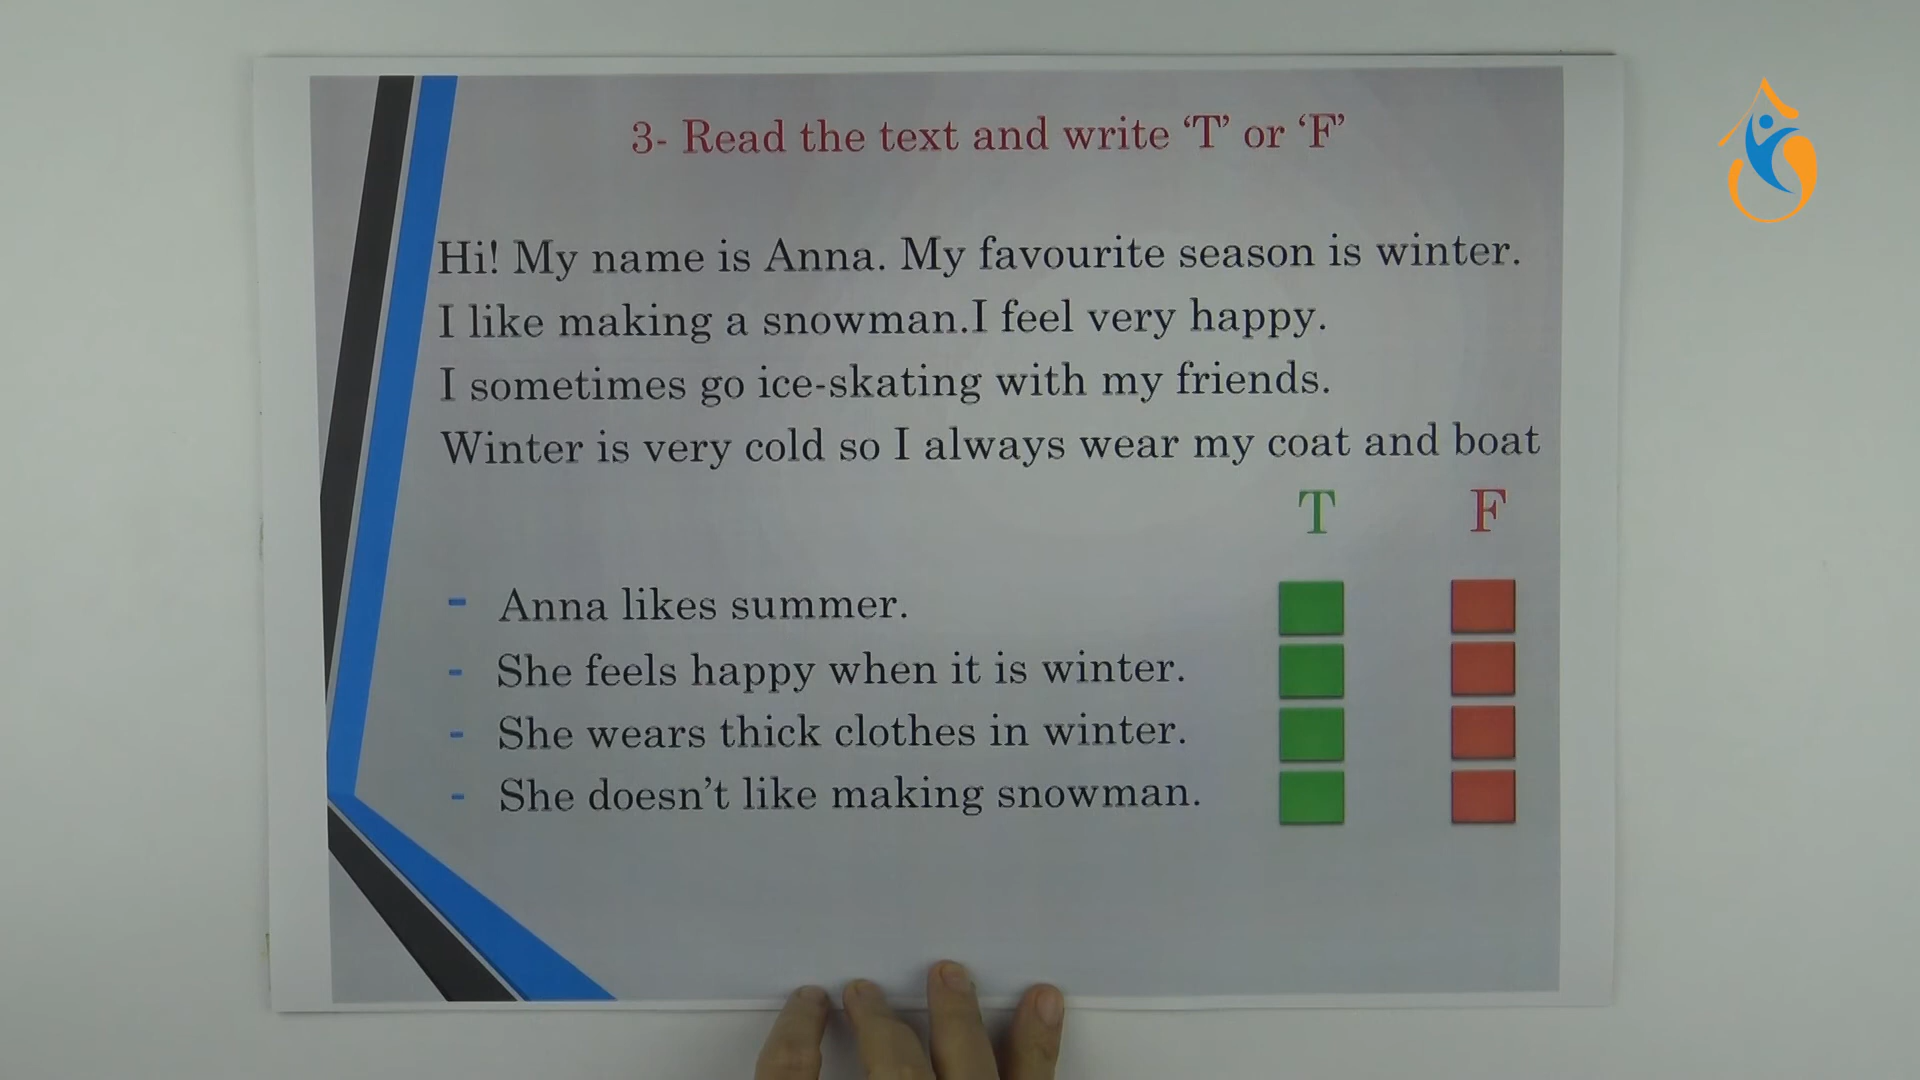 3- Read the text and write ‘T’ or ‘F’
Hi! My name is Anna. My favourite season is winter.
I like making a snowman.I feel very happy.
I sometimes go ice-skating with my friends.
Winter is very cold so I always wear my coat and boat
T F
- Anna likes summer.
- She feels happy when it is winter.
- She wears thick clothes in winter.
- She doesn’t like making snowman.